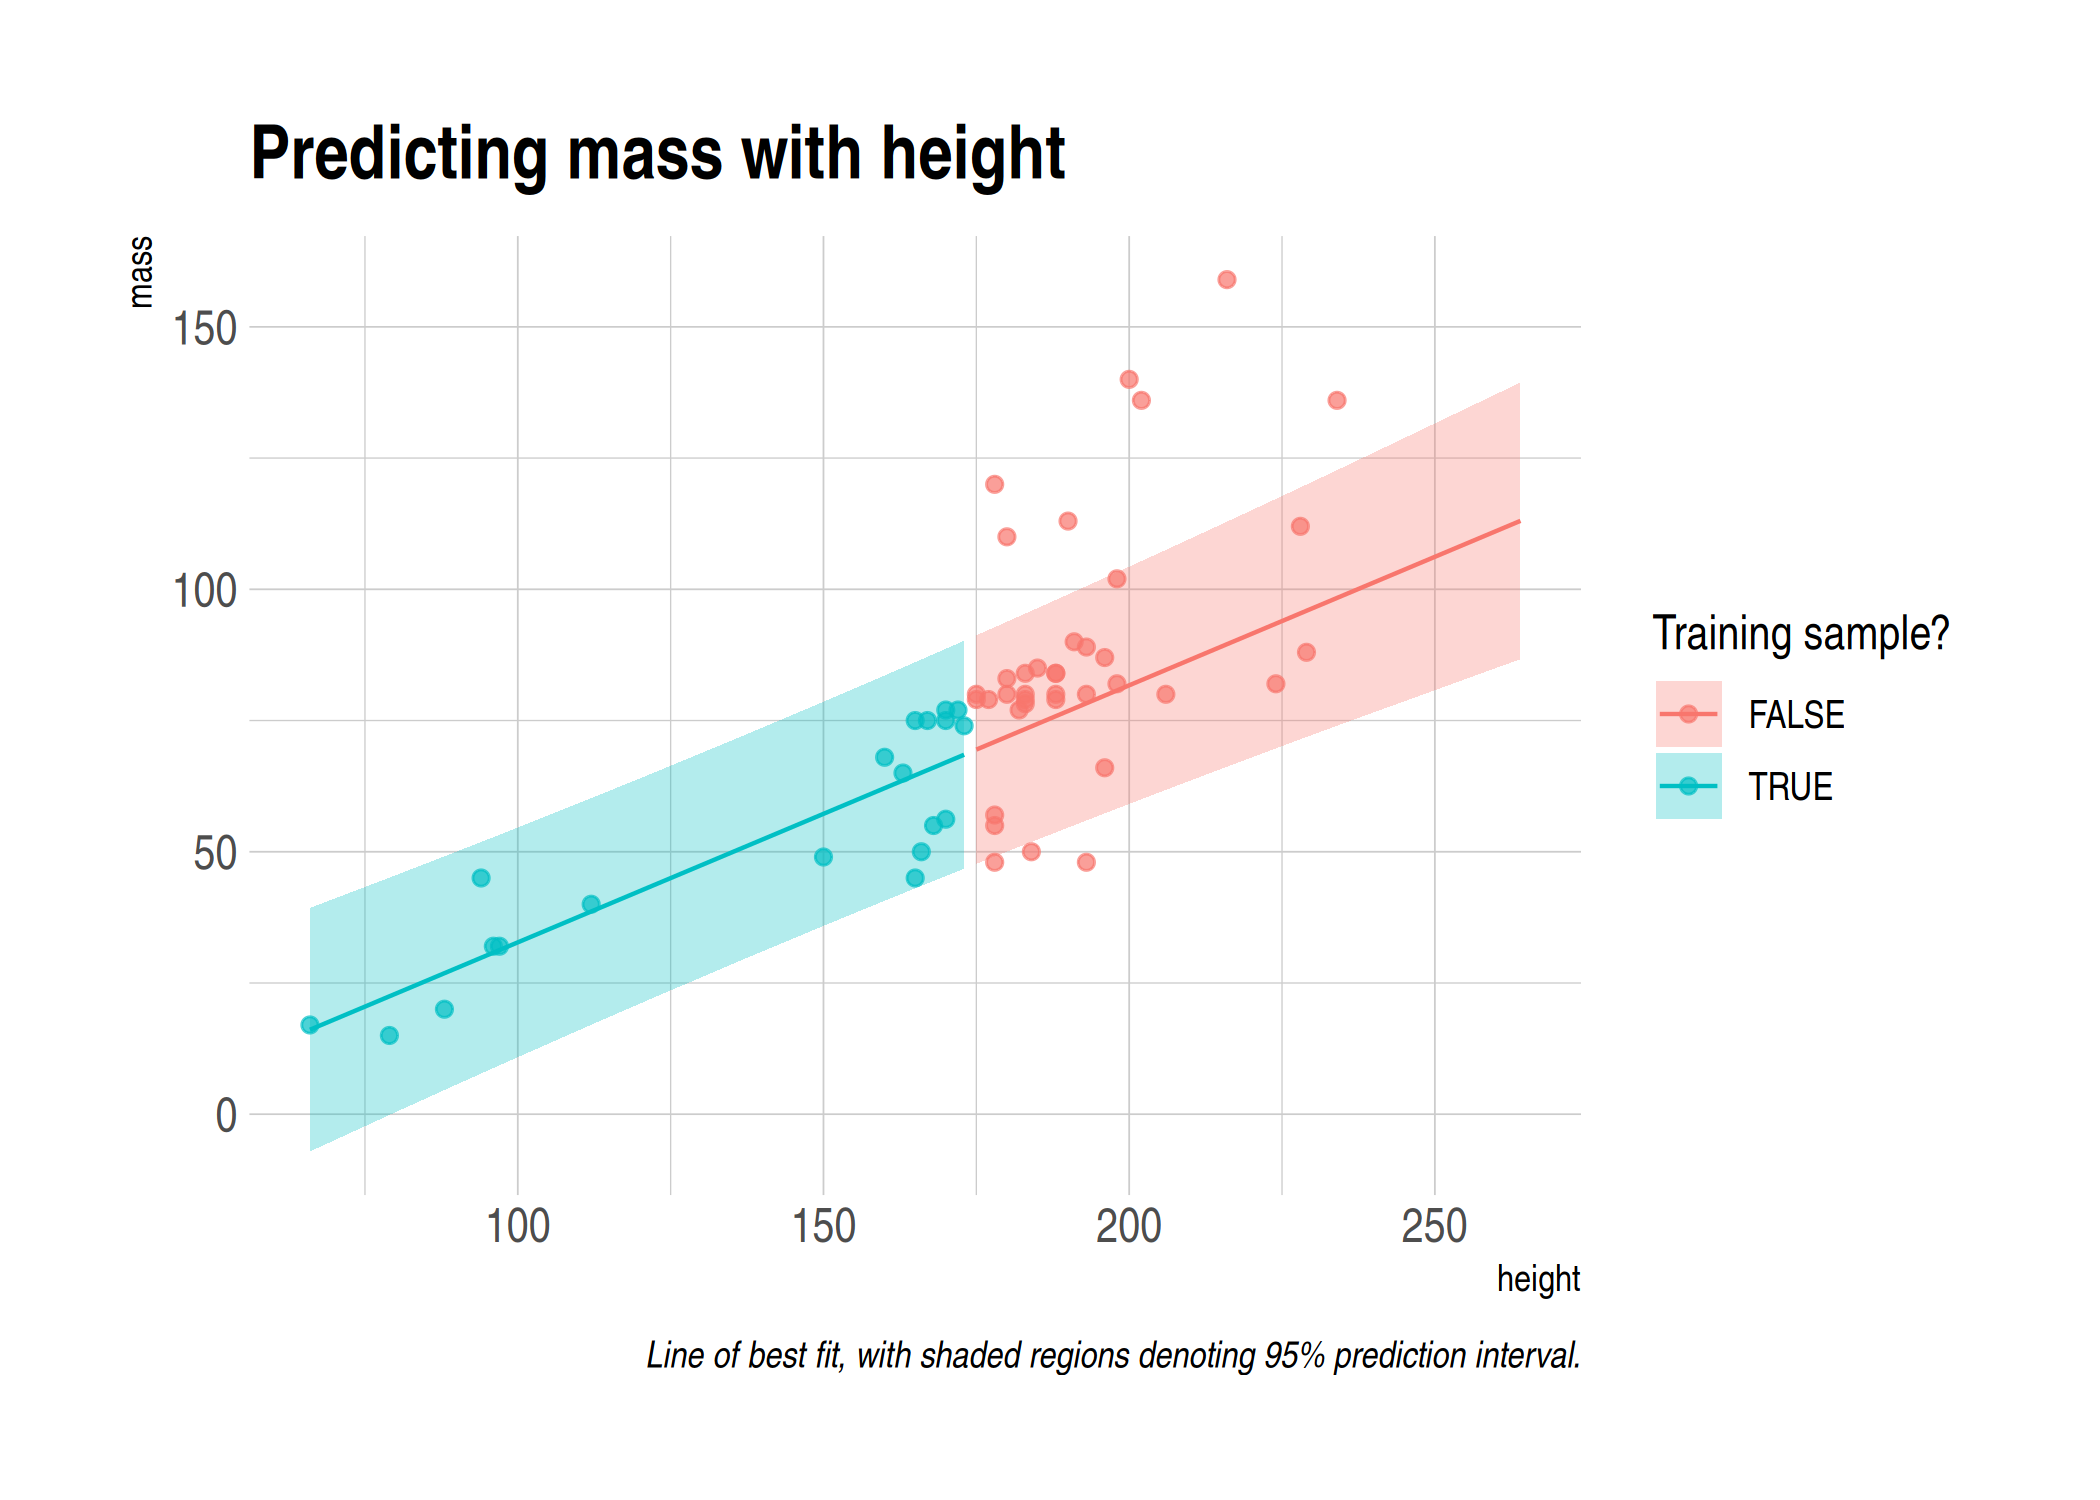 Predicting mass with height
mass
150
100
50
0
100
150
200
250
height
Training sample?
FALSE
TRUE
Line of best fit, with shaded regions denoting 95% prediction interval.